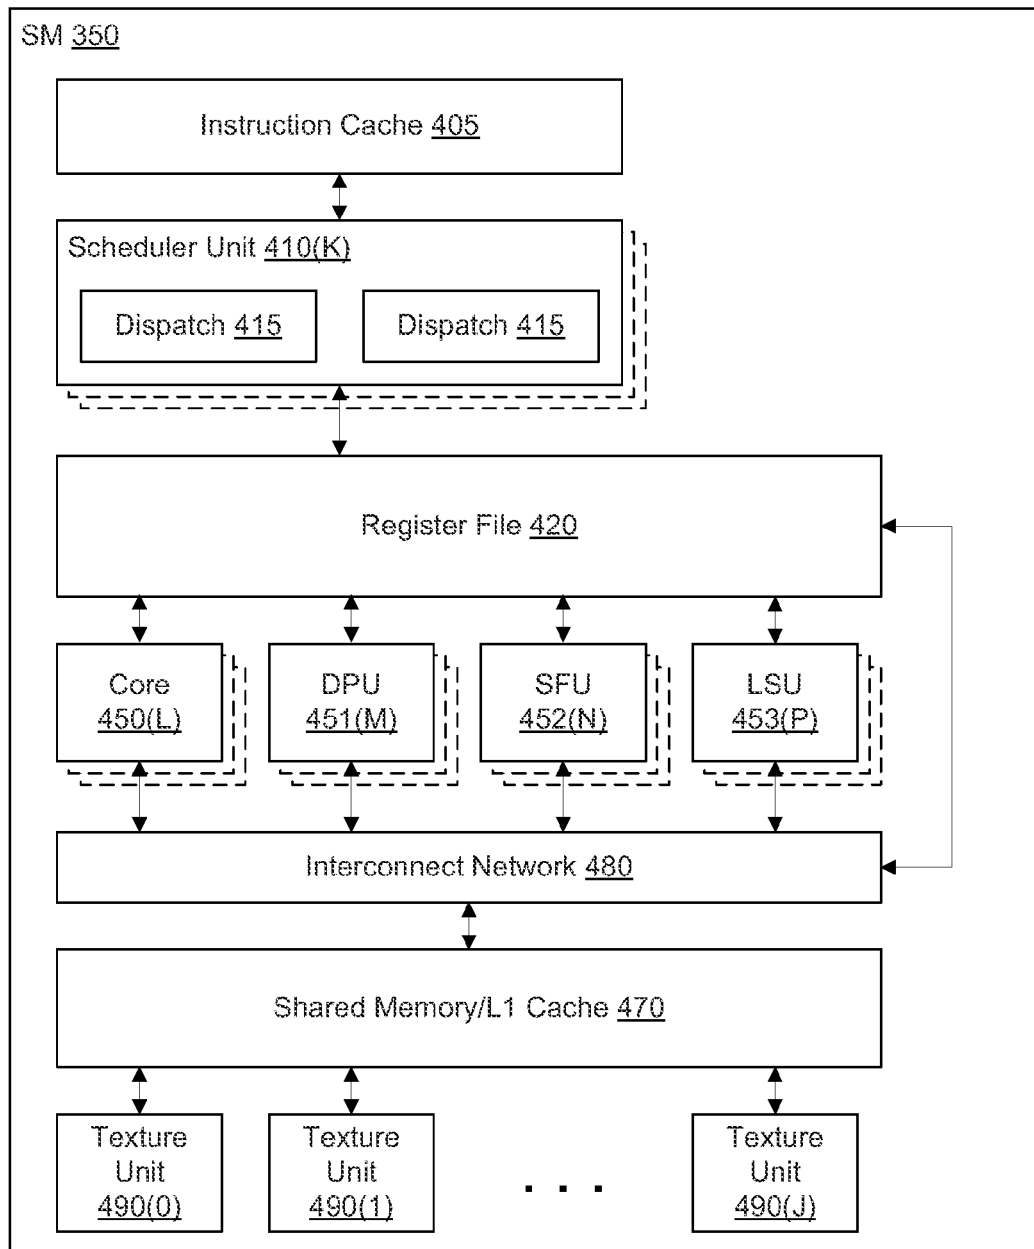 SM 350
Instruction Cache 405
Scheduler Unit 410(K)
Dispatch 415
Dispatch 415
Register File 420
Core
450(L)
DPU
451(M)
SFU
452(N)
LSU
453(P)
Interconnect Network 480
Shared Memory/L1 Cache 470
Texture
Unit
490(0)
Texture
Unit
490(1)
. . .
Texture
Unit
490(J)